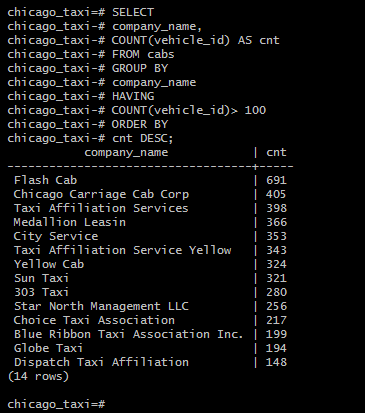 chicago_taxi=# SELECT
chicago_taxi-# company_name,
chicago_taxi-# COUNT(vehicle_id) AS cnt
chicago_taxi-# FROM cabs
chicago_taxi-# GROUP BY
chicago_taxi-# company_name
chicago_taxi-# HAVING
chicago_taxi-# COUNT(vehicle_id)> 100
chicago_taxi-# ORDER BY
chicago_taxi-# cnt DESC;
company_name | cnt
----------------------------------+-----
Flash Cab | 691
Chicago Carriage Cab Corp | 405
Taxi Affiliation Services | 398
Medallion Leasin | 366
City Service | 353
Taxi Affiliation Service Yellow | 343
Yellow Cab | 324
Sun Taxi | 321
303 Taxi | 280
Star North Management LLC | 256
Choice Taxi Association | 217
Blue Ribbon Taxi Association Inc. | 199
Globe Taxi | 194
Dispatch Taxi Affiliation | 148
(14 rows)
chicago_taxi=#